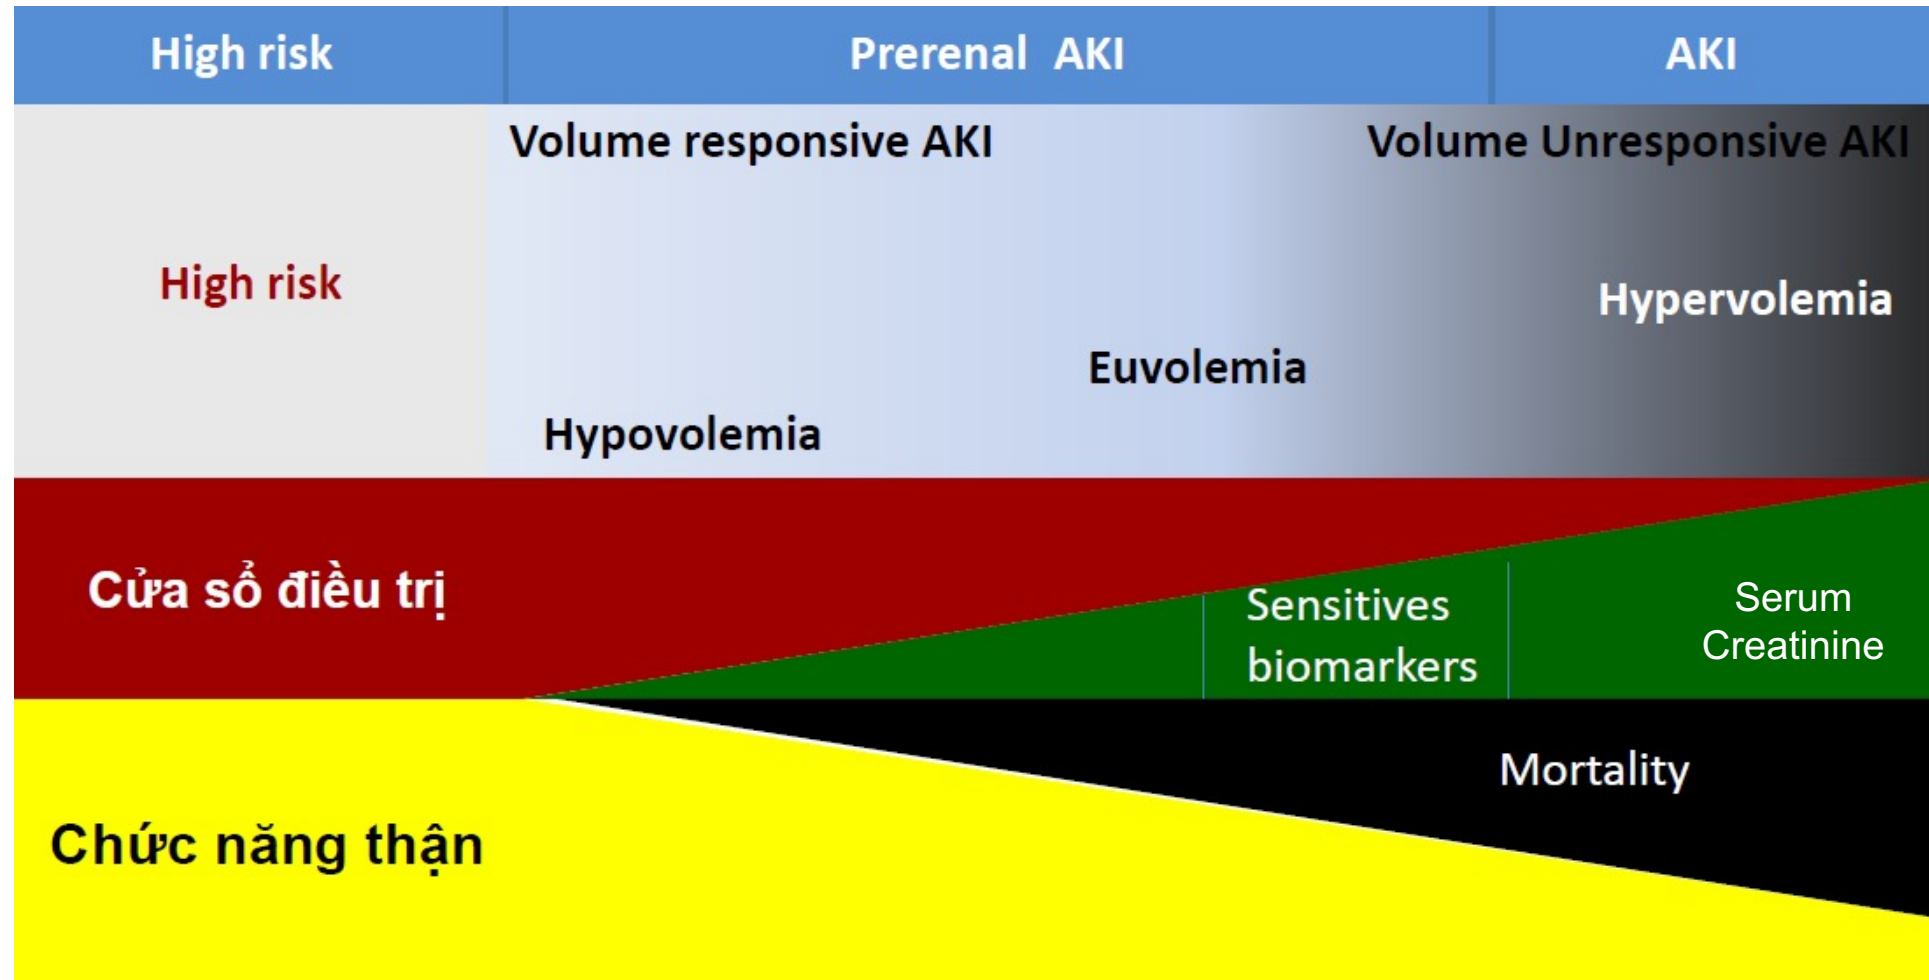 High risk
Prerenal AKI
AKI
Volume responsive AKI
Volume Unresponsive AKI
High risk
Hypervolemia
Euvolemia
Hypovolemia
Cửa sổ điều trị
Sensitives
biomarkers
Serum
Creatinine
Mortality
Chức năng thận